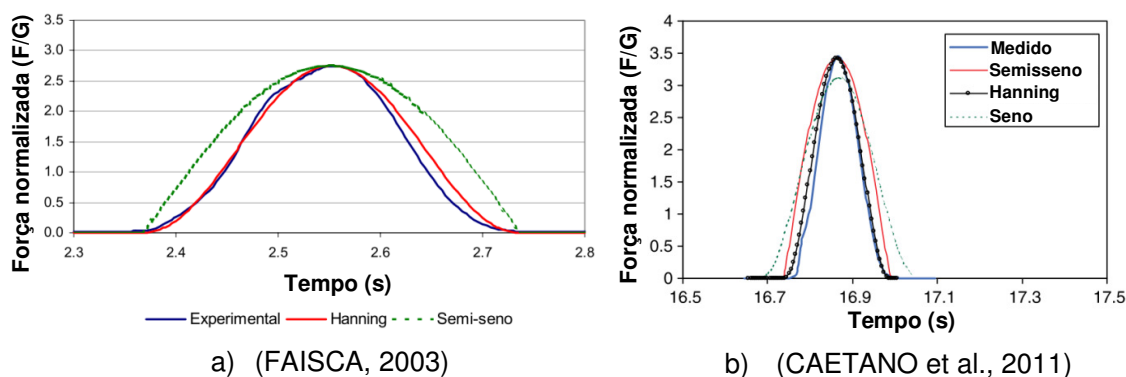 Força normalizada (F/G)
3.5
3.0
2.5
2.0
1.5
1.0
0.5
0.0
2.3 2.4 2.5 2.6 2.7 2.8
Tempo (s)
Experimental Hanning Semi-seno
a) (FAISCA, 2003)
Força normalizada (F/G)
4
3.5
3
2.5
2
1.5
1
0.5
0
16.5 16.7 16.9 17.1 17.3 17.5
Tempo (s)
Medido
Semisseno
Hanning
Seno
b) (CAETANO et al., 2011)